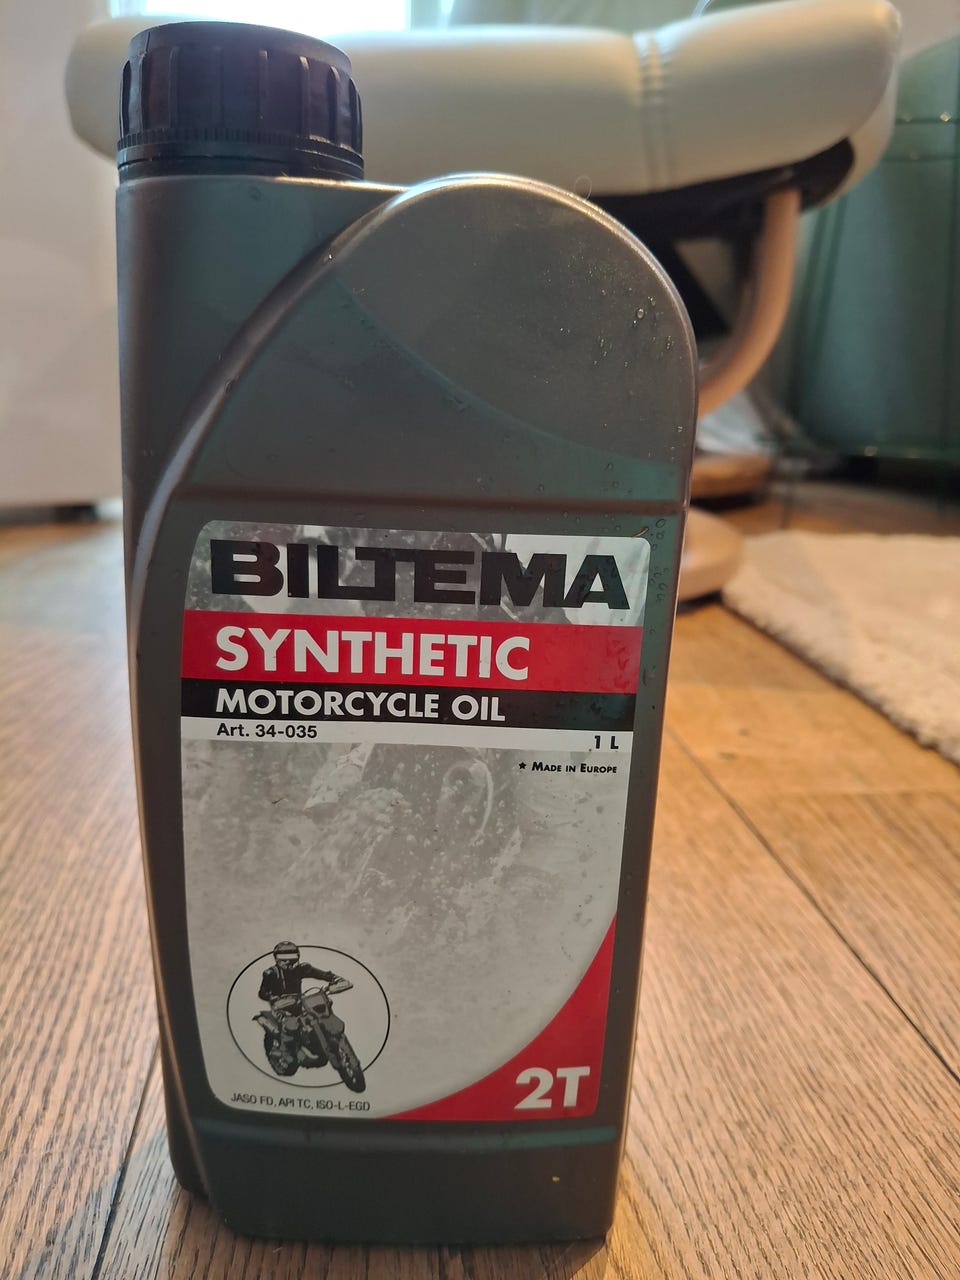 BILTEMA
SYNTHETIC
MOTORCYCLE OIL
Art. 34-035
1 L
★ MADE IN EUROPE
JASO FD, API TC, ISO-L-EGD
2T